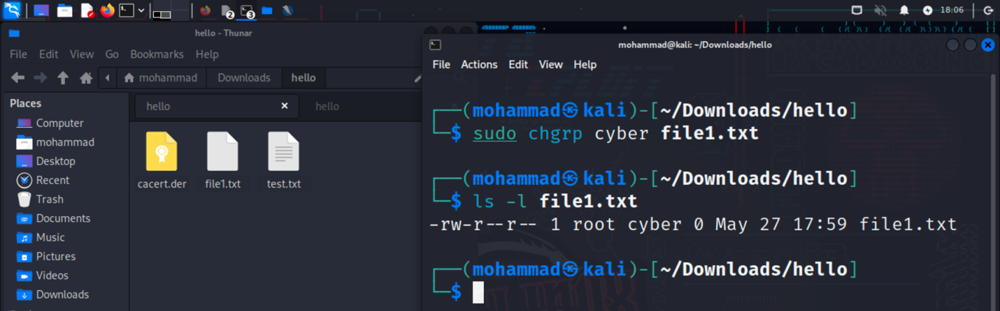 2
3
18:06
hello - Thunar
File Edit View Go Bookmarks Help
mohammad Downloads hello
Places
Computer
mohammad
Desktop
Recent
Trash
Documents
Music
Pictures
Videos
Downloads
hello
hello
cacert.der file1.txt test.txt
mohammad@kali: ~/Downloads/hello
File Actions Edit View Help
┌──(mohammad㉿kali)-[~/Downloads/hello]
└─$ sudo chgrp cyber file1.txt
┌──(mohammad㉿kali)-[~/Downloads/hello]
└─$ ls -l file1.txt
-rw-r--r-- 1 root cyber 0 May 27 17:59 file1.txt
┌──(mohammad㉿kali)-[~/Downloads/hello]
└─$